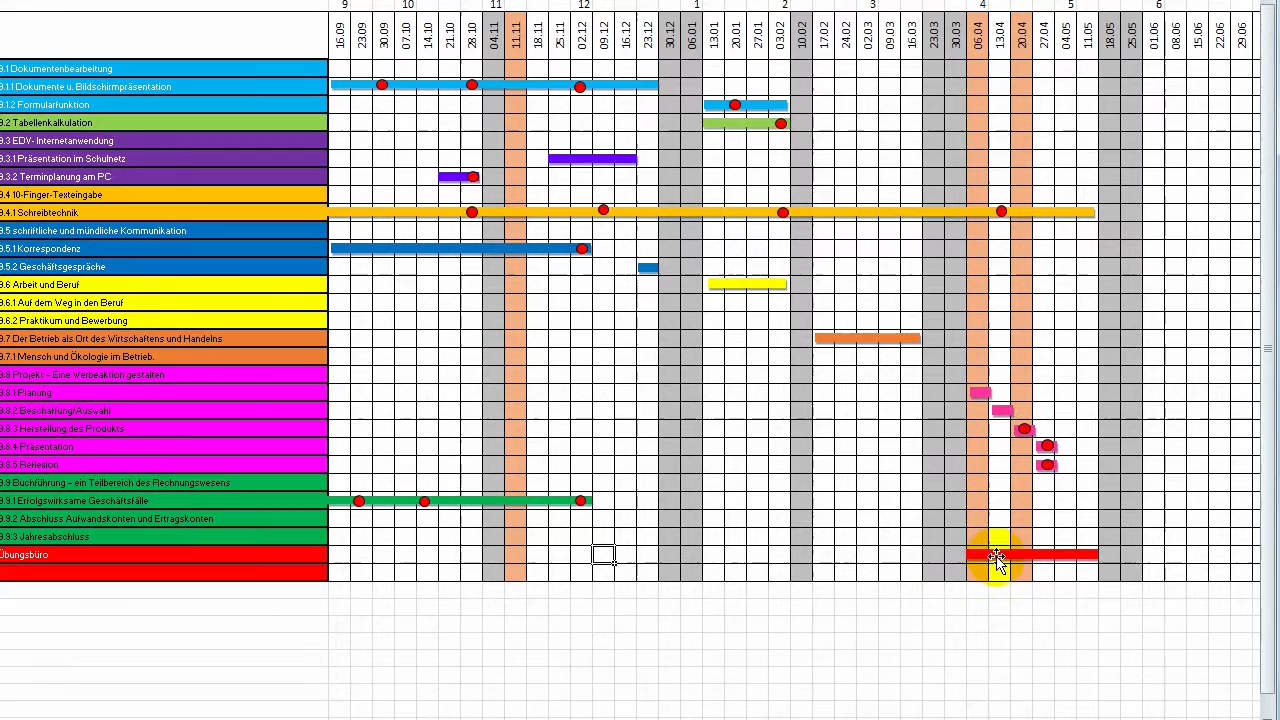 9 10 11 12 1 2 3 4 5 6
16.09 23.09 30.09 07.10 14.10 21.10 28.10 04.11 11.11 18.11 25.11 02.12 09.12 16.12 23.12 30.12 06.01 13.01 20.01 27.01 03.02 10.02 17.02 24.02 02.03 09.03 16.03 23.03 30.03 06.04 13.04 20.04 27.04 04.05 11.05 18.05 25.05 01.06 08.06 15.06 22.06 29.06
9.1 Dokumentenbearbeitung
9.1.1 Dokumente u. Bildschirmpräsentation
9.1.2 Formularfunktion
9.2 Tabellenkalkulation
9.3 EDV- Internetanwendung
9.3.1 Präsentation im Schulnetz
9.3.2 Terminplanung am PC
9.4 10-Finger-Texteingabe
9.4.1 Schreibtechnik
9.5 schriftliche und mündliche Kommunikation
9.5.1 Korrespondenz
9.5.2 Geschäftsgespräche
9.6 Arbeit und Beruf
9.6.1 Auf dem Weg in den Beruf
9.6.2 Praktikum und Bewerbung
9.7 Der Betrieb als Ort des Wirtschaftens und Handelns
9.7.1 Mensch und Ökologie im Betrieb.
9.8 Projekt - Eine Werbeaktion gestalten
9.8.1 Planung
9.8.2 Beschaffung/Auswahl
9.8.3 Herstellung des Produkts
9.8.4 Präsentation
9.8.5 Reflexion
9.9 Buchführung - ein Teilbereich des Rechnungswesens
9.9.1 Erfolgswirksame Geschäftsfälle
9.9.2 Abschluss Aufwandskonten und Ertragskonten
9.9.3 Jahresabschluss
Übungsbüro